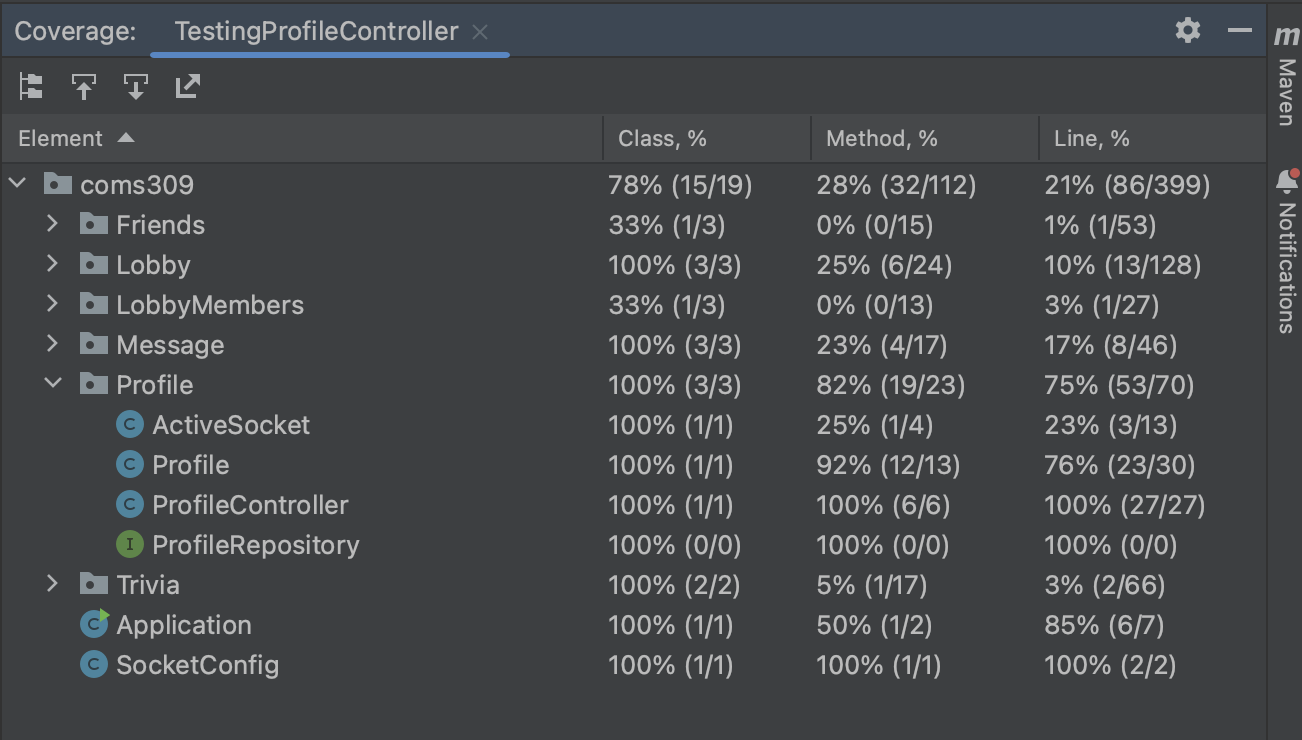 Coverage: TestingProfileController
Element Class, % Method, % Line, %
coms309 78% (15/19) 28% (32/112) 21% (86/399)
Friends 33% (1/3) 0% (0/15) 1% (1/53)
Lobby 100% (3/3) 25% (6/24) 10% (13/128)
LobbyMembers 33% (1/3) 0% (0/13) 3% (1/27)
Message 100% (3/3) 23% (4/17) 17% (8/46)
Profile 100% (3/3) 82% (19/23) 75% (53/70)
C ActiveSocket 100% (1/1) 25% (1/4) 23% (3/13)
C Profile 100% (1/1) 92% (12/13) 76% (23/30)
C ProfileController 100% (1/1) 100% (6/6) 100% (27/27)
I ProfileRepository 100% (0/0) 100% (0/0) 100% (0/0)
Trivia 100% (2/2) 5% (1/17) 3% (2/66)
C Application 100% (1/1) 50% (1/2) 85% (6/7)
C SocketConfig 100% (1/1) 100% (1/1) 100% (2/2)
m Maven
Notifications